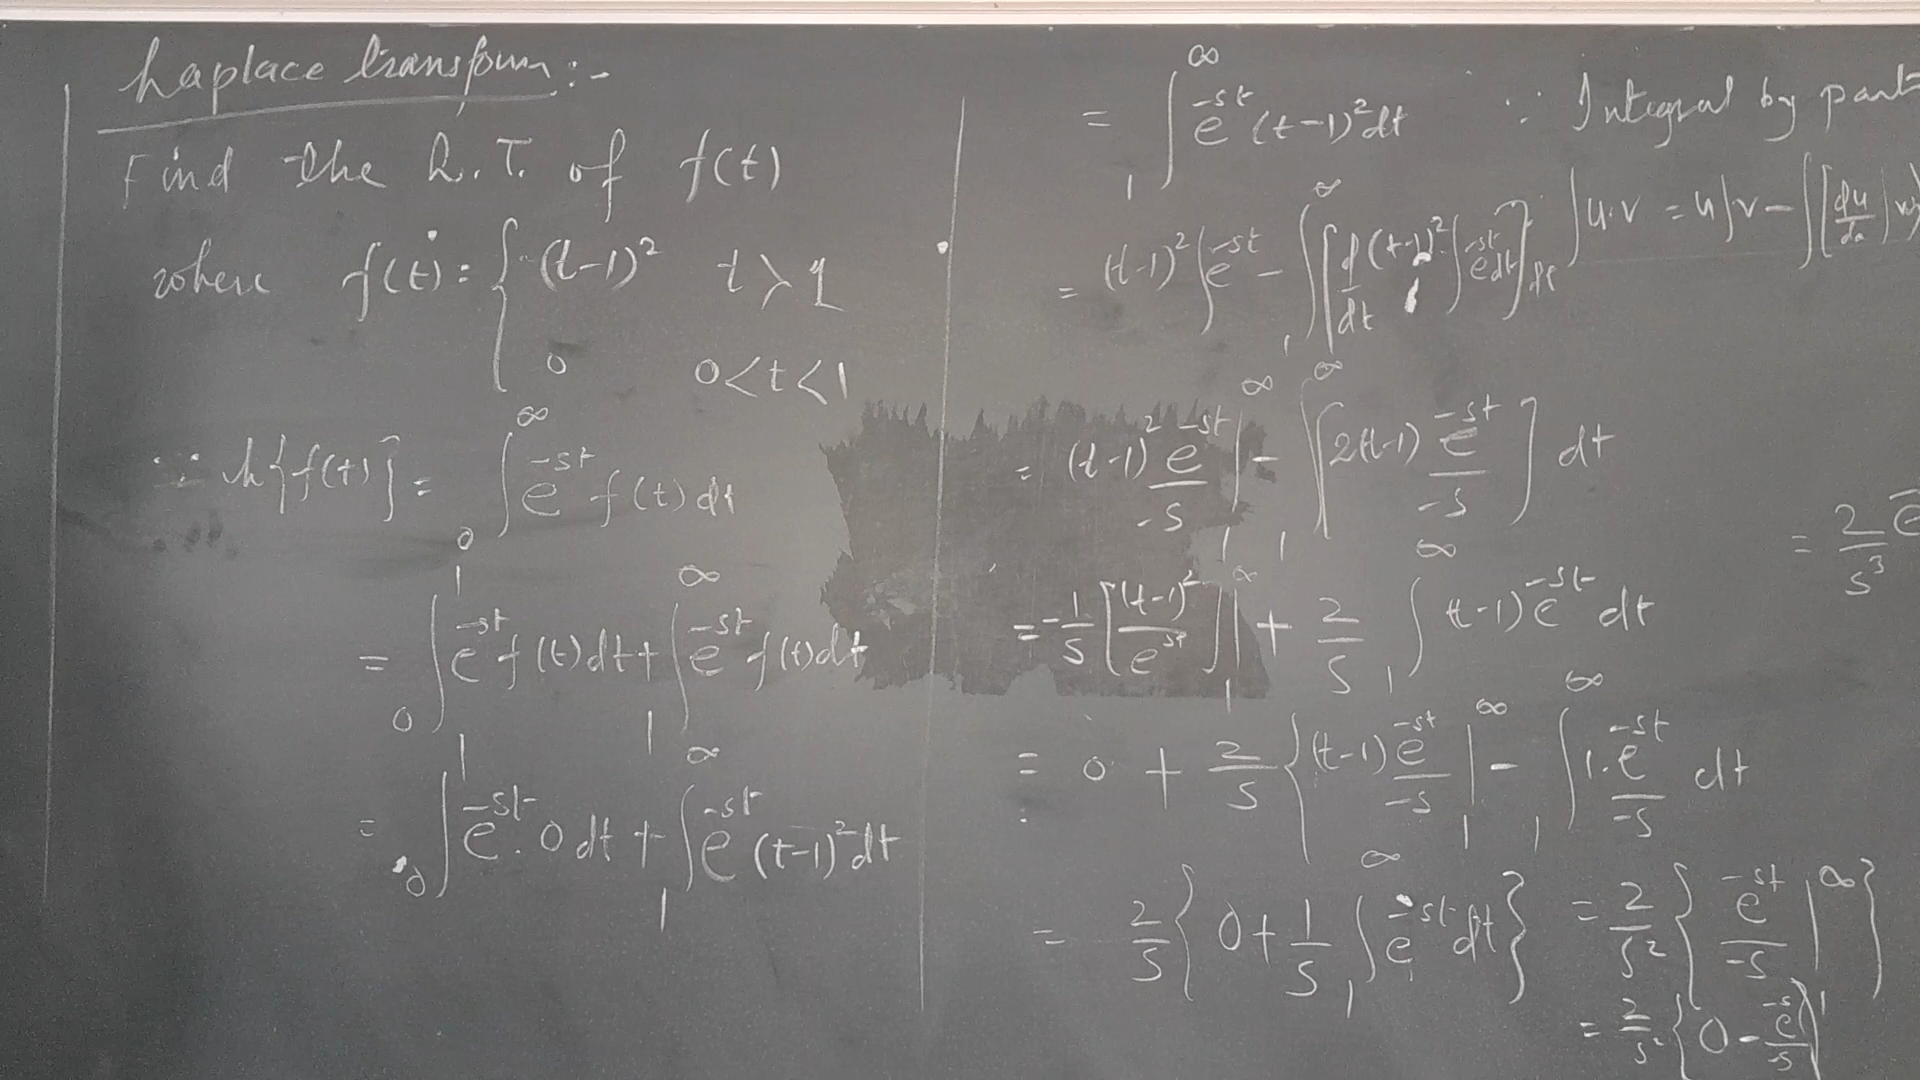 Laplace transform :-
Find the L.T. of f(t)
where f(t) = { (t-1)² t > 1
0 0 < t < 1
∵ L{f(t)} = ∫₀^∞ e^{-st} f(t) dt
= ∫₀¹ e^{-st} f(t) dt + ∫₁^∞ e^{-st} f(t) dt
= ∫₀¹ e^{-st} . 0 dt + ∫₁^∞ e^{-st} (t-1)² dt
= ∫₁^∞ e^{-st} (t-1)² dt ∵ Integral by part
∫u.v = u∫v - ∫[du/dx ∫v
= (t-1)² ∫e^{-st} - ∫₁^∞ [d/dt (t-1)² ∫e^{-st} dt] dt
= (t-1)² e^{-st}/-s |₁^∞ - ∫₁^∞ [2(t-1) e^{-st}/-s] dt
= -1/s [(t-1)²/e^{st}] |₁^∞ + 2/s ∫₁^∞ (t-1) e^{-st} dt
= 0 + 2/s { (t-1) e^{-st}/-s |₁^∞ - ∫₁^∞ 1. e^{-st}/-s dt
= 2/s { 0 + 1/s ∫₁^∞ e^{-st} dt }
= 2/s² { e^{-st}/-s |₁^∞ }
= 2/s² { 0 - e^{-s}/-s }
= 2/s³ e